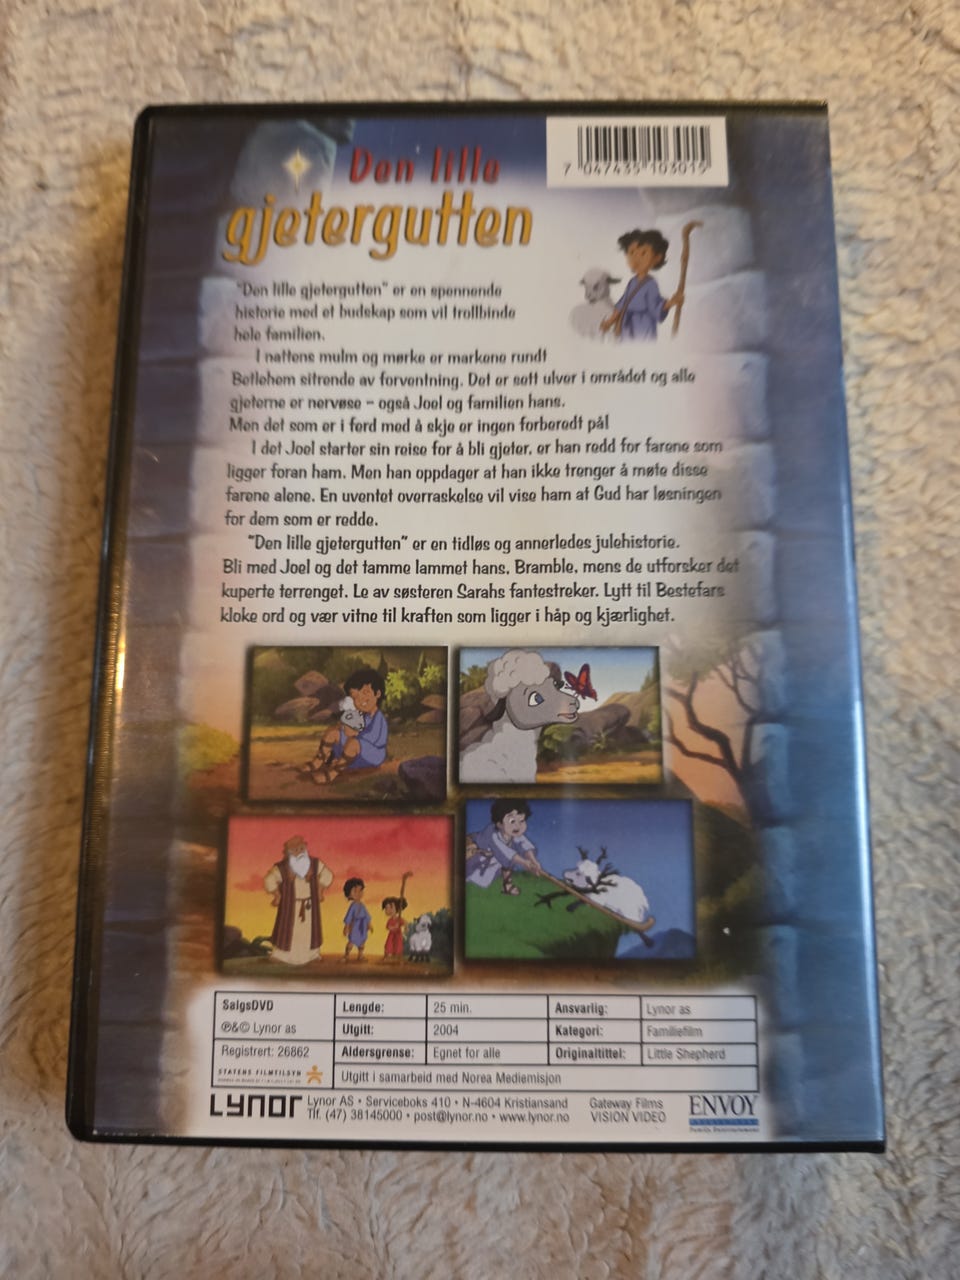 Den lille
gjetergutten
7 047435 103015
"Den lille gjetergutten" er en spennende
historie med et budskap som vil trollbinde
hele familien.
I nattens mulm og mørke er markene rundt
Betlehem sitrende av forventning. Det er sett ulver i området og alle
gjeterne er nervøse – også Joel og familien hans.
Men det som er i ferd med å skje er ingen forberedt på!
I det Joel starter sin reise for å bli gjeter, er han redd for farene som
ligger foran ham. Men han oppdager at han ikke trenger å møte disse
farene alene. En uventet overraskelse vil vise ham at Gud har løsningen
for dem som er redde.
"Den lille gjetergutten" er en tidløs og annerledes julehistorie.
Bli med Joel og det tamme lammet hans, Bramble, mens de utforsker det
kuperte terrenget. Le av søsteren Sarahs fantestreker. Lytt til Bestefars
kloke ord og vær vitne til kraften som ligger i håp og kjærlighet.
SalgsDVD Lengde: 25 min. Ansvarlig: Lynor as
℗&© Lynor as Utgitt: 2004 Kategori: Familiefilm
Registrert: 26862 Aldersgrense: Egnet for alle Originaltittel: Little Shepherd
STATENS FILMTILSYN Utgitt i samarbeid med Norea Mediemisjon
LYNOR Lynor AS • Serviceboks 410 • N-4604 Kristiansand Gateway Films ENVOY
Tlf. (47) 38145000 • post@lynor.no • www.lynor.no VISION VIDEO